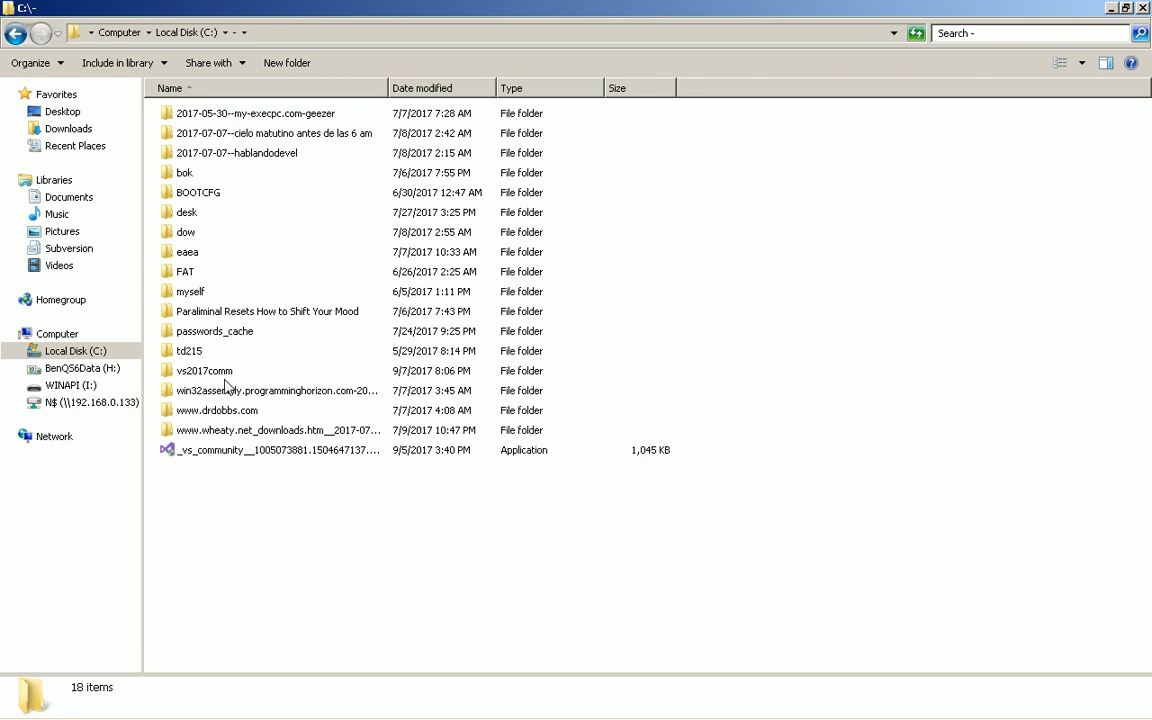 C:\-
Computer Local Disk (C:) -
Search -
Organize Include in library Share with New folder
Name Date modified Type Size
Favorites
Desktop
Downloads
Recent Places
Libraries
Documents
Music
Pictures
Subversion
Videos
Homegroup
Computer
Local Disk (C:)
BenQS6Data (H:)
WINAPI (I:)
N$ (\\192.168.0.133)
Network
2017-05-30--my-execpc.com-geezer 7/7/2017 7:28 AM File folder
2017-07-07--cielo matutino antes de las 6 am 7/8/2017 2:42 AM File folder
2017-07-07--hablandodevel 7/8/2017 2:15 AM File folder
bok 7/6/2017 7:55 PM File folder
BOOTCFG 6/30/2017 12:47 AM File folder
desk 7/27/2017 3:25 PM File folder
dow 7/8/2017 2:55 AM File folder
eaea 7/7/2017 10:33 AM File folder
FAT 6/26/2017 2:25 AM File folder
myself 6/5/2017 1:11 PM File folder
Paraliminal Resets How to Shift Your Mood 7/6/2017 7:43 PM File folder
passwords_cache 7/24/2017 9:25 PM File folder
td215 5/29/2017 8:14 PM File folder
vs2017comm 9/7/2017 8:06 PM File folder
win32assembly.programminghorizon.com-20... 7/7/2017 3:45 AM File folder
www.drdobbs.com 7/7/2017 4:08 AM File folder
www.wheaty.net_downloads.htm__2017-07... 7/9/2017 10:47 PM File folder
_vs_community__1005073881.1504647137.... 9/5/2017 3:40 PM Application 1,045 KB
18 items